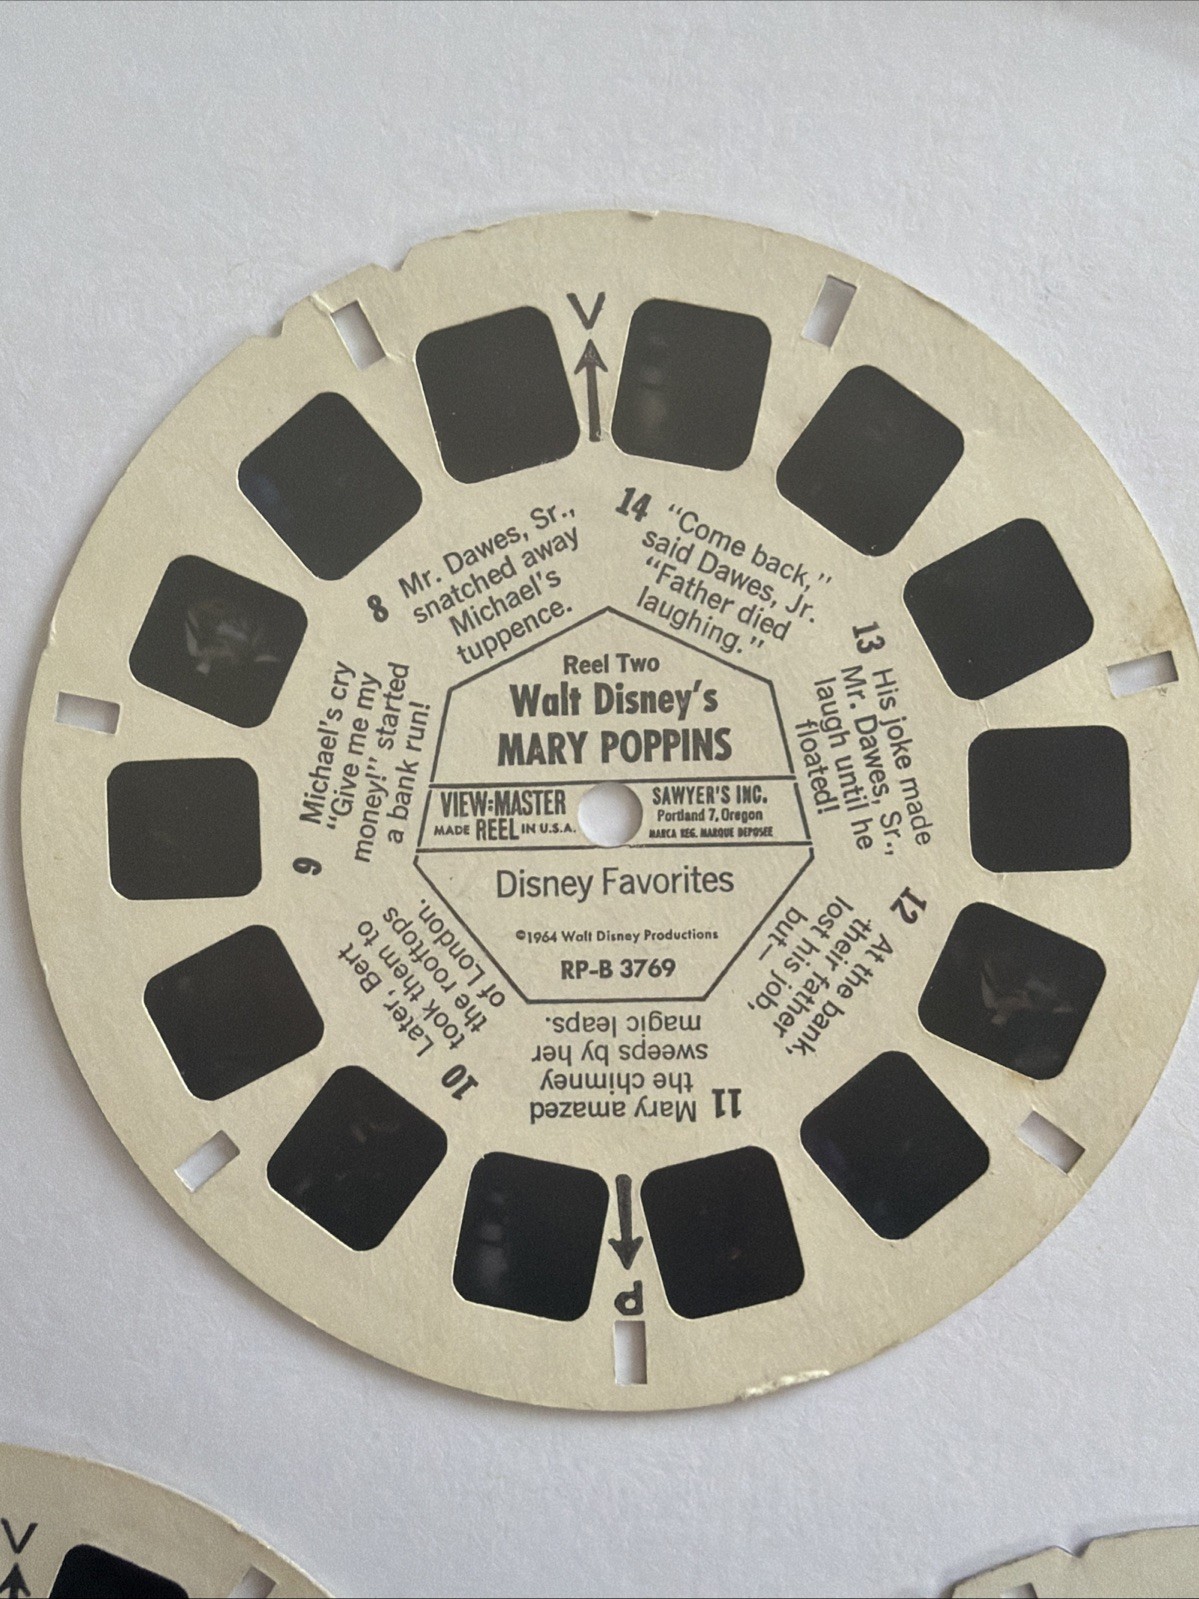 V
8 Mr. Dawes, Sr.,
snatched away
Michael's
tuppence.
9 Michael's cry
"Give me my
money!" started
a bank run!
10 Later, Bert
took them to
the rooftops
of London.
11 Mary amazed
the chimney
sweeps by her
magic leaps.
12 At the bank,
their father
lost his job,
but—
13 His joke made
Mr. Dawes, Sr.,
laugh until he
floated!
14 "Come back,"
said Dawes, Jr.
"Father died
laughing."
Reel Two
Walt Disney's
MARY POPPINS
VIEW-MASTER
MADE REEL IN U.S.A.
SAWYER'S INC.
Portland 7, Oregon
MARCA REG. MARQUE DEPOSEE
Disney Favorites
©1964 Walt Disney Productions
RP-B 3769
P
V